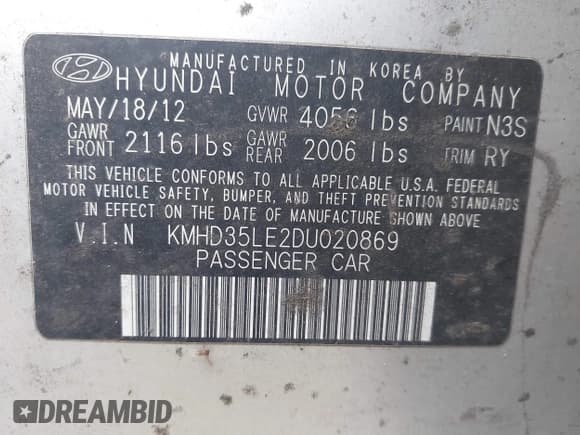 MANUFACTURED IN KOREA BY
HYUNDAI MOTOR COMPANY
MAY/18/12 GVWR 4056 lbs PAINT N3S
GAWR FRONT 2116 lbs GAWR REAR 2006 lbs TRIM RY
THIS VEHICLE CONFORMS TO ALL APPLICABLE U.S.A. FEDERAL
MOTOR VEHICLE SAFETY, BUMPER, AND THEFT PREVENTION STANDARDS
IN EFFECT ON THE DATE OF MANUFACTURE SHOWN ABOVE.
V.I.N KMHD35LE2DU020869
PASSENGER CAR
DREAMBID